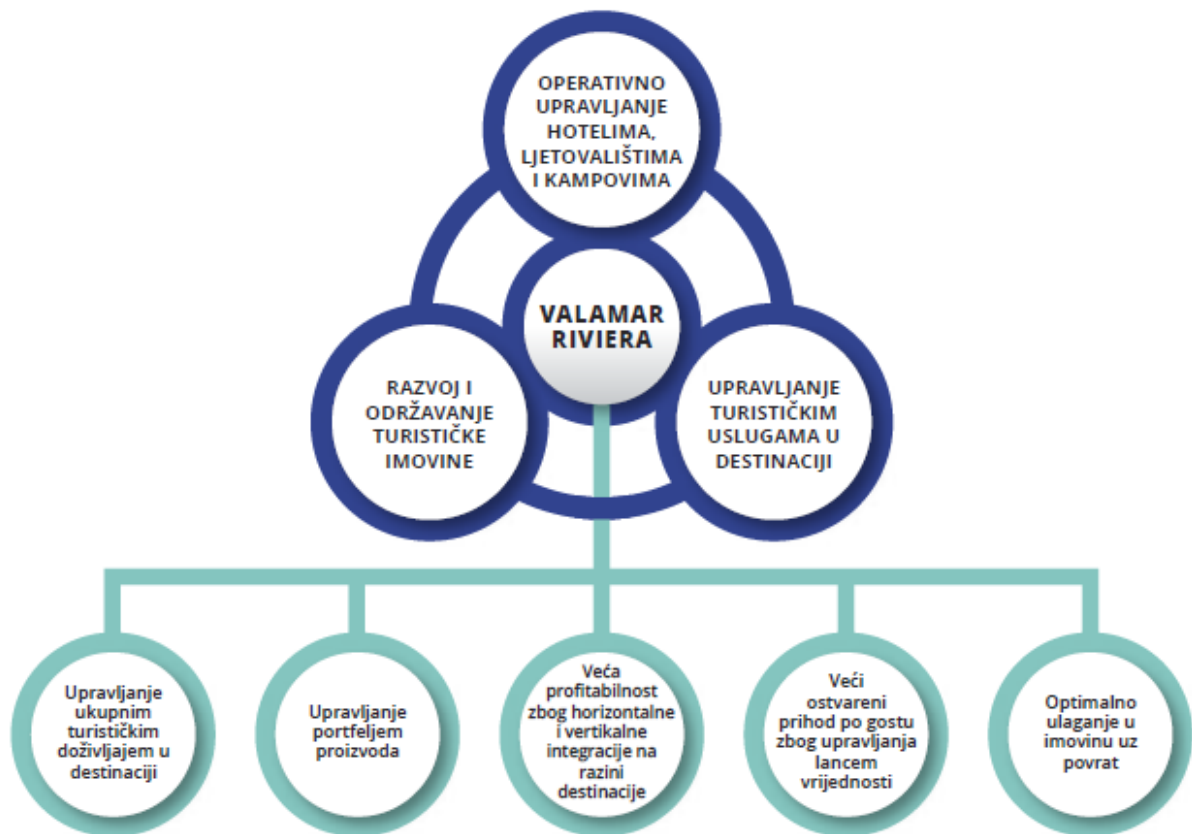 OPERATIVNO
UPRAVLJANJE
HOTELIMA,
LJETOVALIŠTIMA
I KAMPOVIMA
VALAMAR
RIVIERA
RAZVOJ I
ODRŽAVANJE
TURISTIČKE
IMOVINE
UPRAVLJANJE
TURISTIČKIM
USLUGAMA U
DESTINACIJI
Upravljanje
ukupnim
turističkim
doživljajem u
destinaciji
Upravljanje
portfeljem
proizvoda
Veća
profitabilnost
zbog horizontalne
i vertikalne
integracije na
razini
destinacije
Veći
ostvareni
prihod po gostu
zbog upravljanja
lancem
vrijednosti
Optimalno
ulaganje u
imovinu uz
povrat